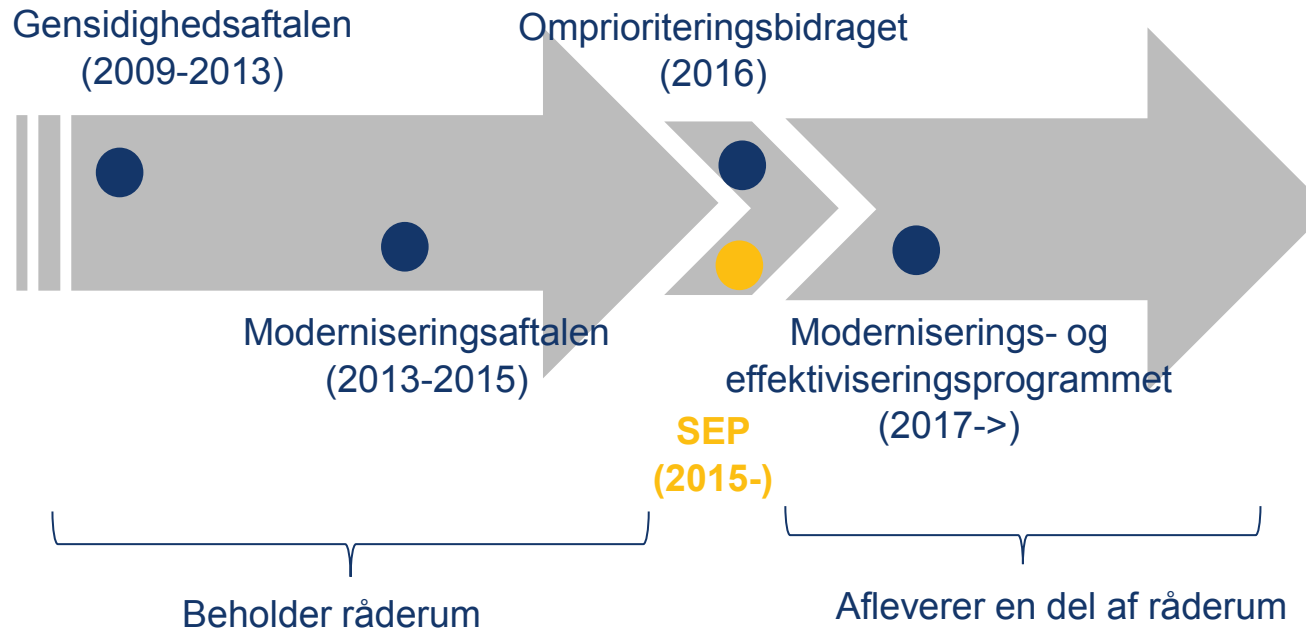 Gensidighedsaftalen
(2009-2013)
Omprioriteringsbidraget
(2016)
Moderniseringsaftalen
(2013-2015)
Moderniserings- og
effektiviseringsprogrammet
(2017->)
SEP
(2015-)
Beholder råderum
Afleverer en del af råderum